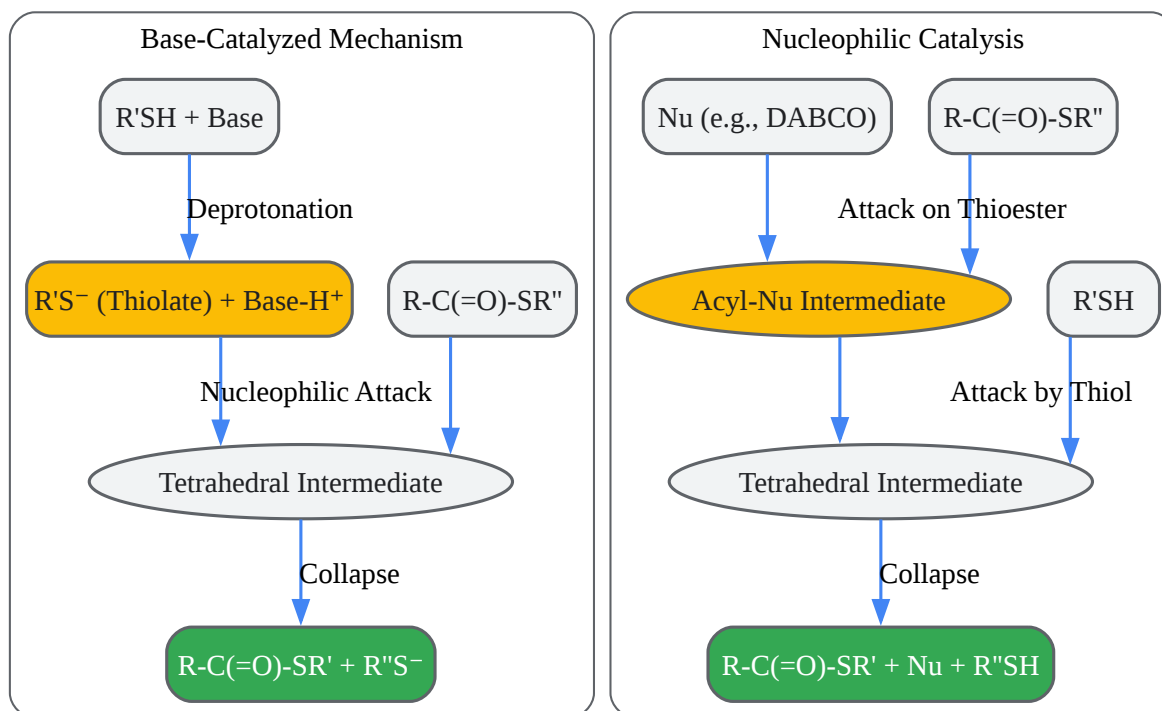 Base-Catalyzed Mechanism
R'SH + Base
Deprotonation
R'S⁻ (Thiolate) + Base-H⁺
R-C(=O)-SR"
Nucleophilic Attack
Tetrahedral Intermediate
Collapse
R-C(=O)-SR' + R"S⁻
Nucleophilic Catalysis
Nu (e.g., DABCO)
R-C(=O)-SR"
Attack on Thioester
Acyl-Nu Intermediate
R'SH
Attack by Thiol
Tetrahedral Intermediate
Collapse
R-C(=O)-SR' + Nu + R"SH